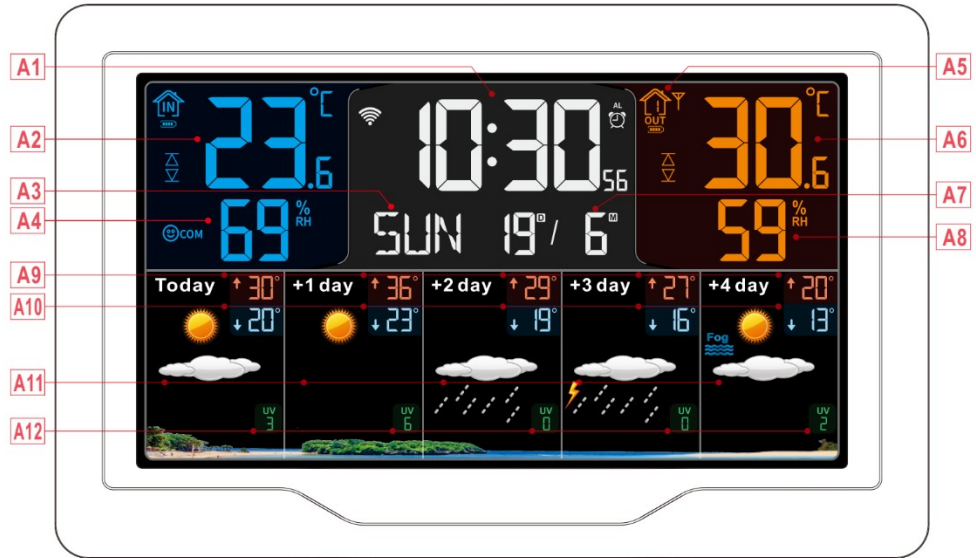 A1
A2
A3
A4
A5
A6
A7
A8
A9
A10
A11
A12
IN
23.6 °C
COM
69 % RH
10:30 56
AL
SUN 19 D / 6 M
1
OUT
30.6 °C
59 % RH
Today ↑ 30°
↓ 20°
UV
3
+1 day ↑ 36°
↓ 23°
UV
6
+2 day ↑ 29°
↓ 19°
UV
0
+3 day ↑ 27°
↓ 16°
UV
0
+4 day ↑ 20°
↓ 13°
Fog
UV
2